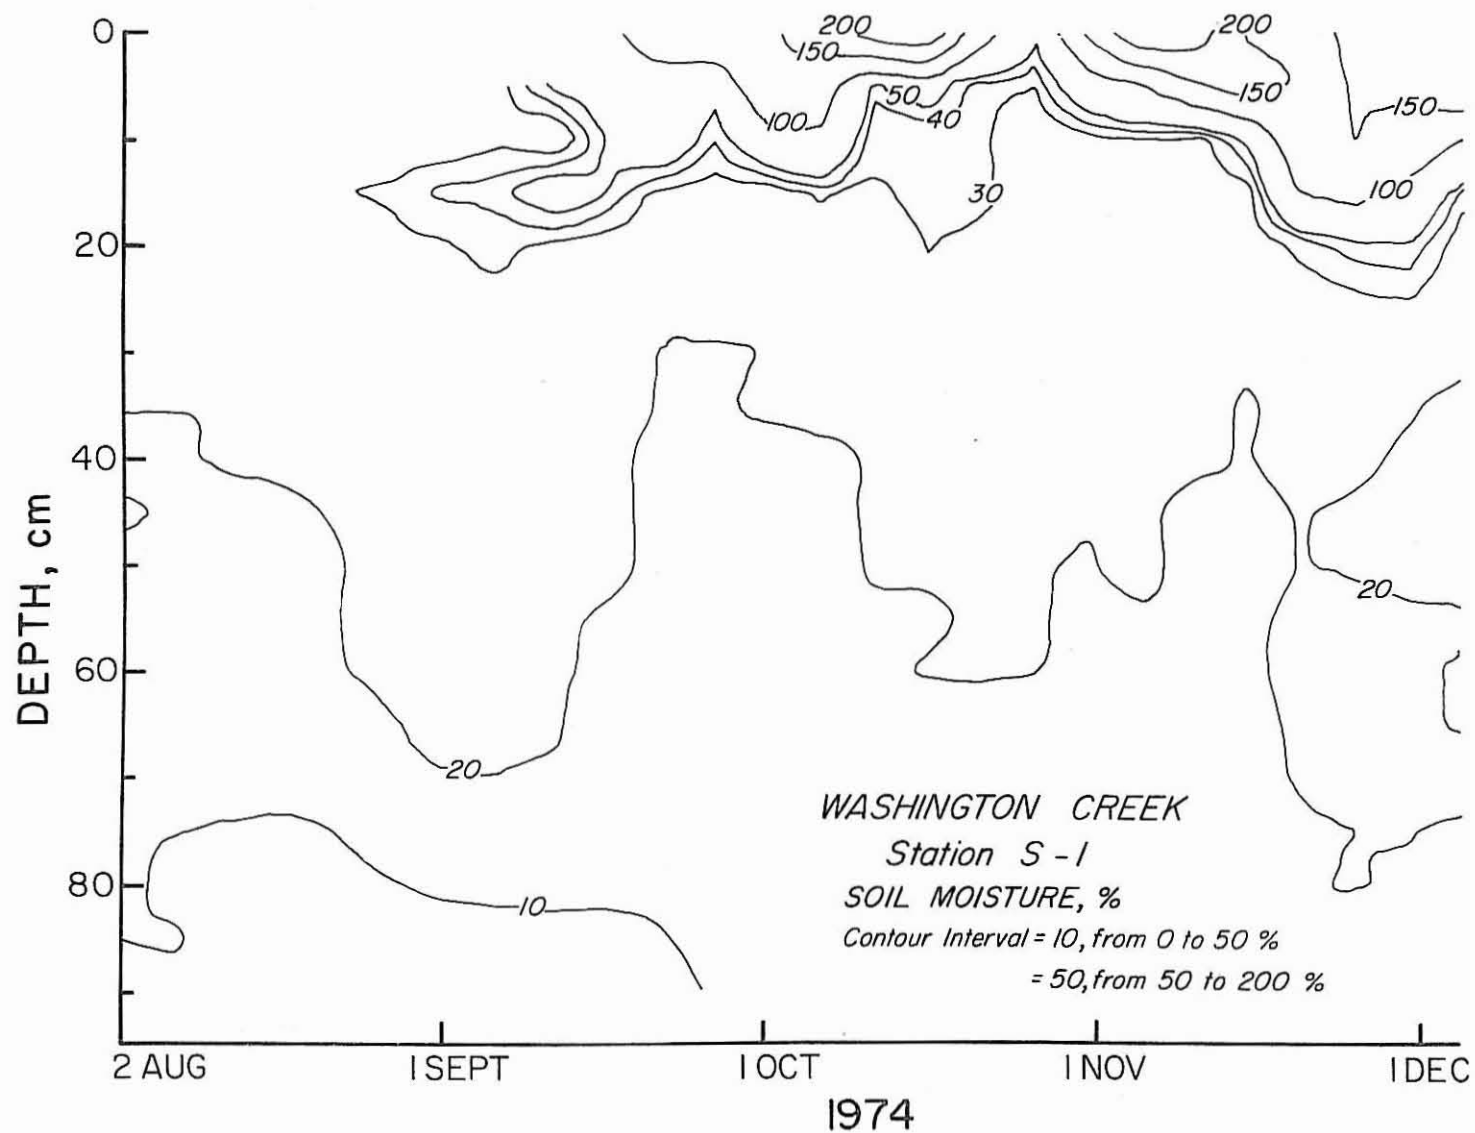 0
20
40
60
80
DEPTH, cm
200
150
100
50
40
30
200
150
150
100
20
20
10
WASHINGTON CREEK
Station S-1
SOIL MOISTURE, %
Contour Interval = 10, from 0 to 50 %
= 50, from 50 to 200 %
2 AUG
1 SEPT
1 OCT
1 NOV
1 DEC
1974